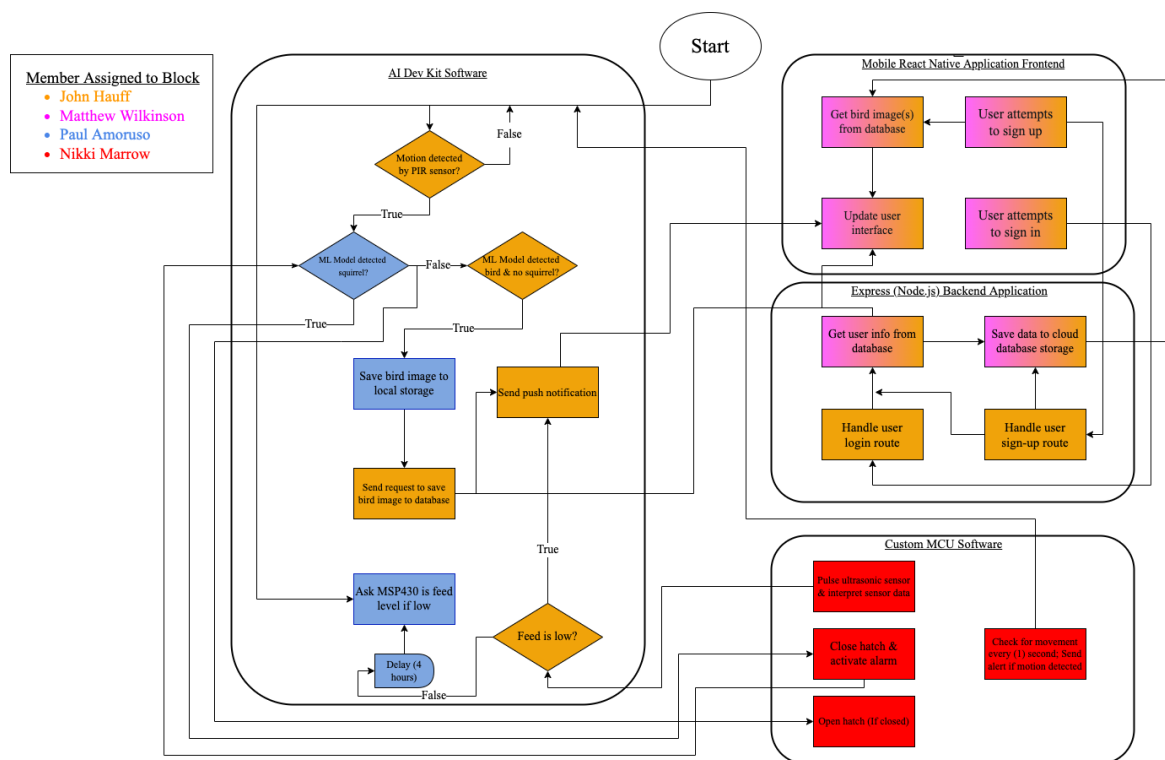 Start
Member Assigned to Block
John Hauff
Matthew Wilkinson
Paul Amoruso
Nikki Marrow
AI Dev Kit Software
Motion detected
by PIR sensor?
False
True
ML Model detected
squirrel?
False
ML Model detected
bird & no squirrel?
True
True
Save bird image to
local storage
Send push notification
Send request to save
bird image to database
True
Ask MSP430 is feed
level if low
Feed is low?
Delay (4
hours)
False
Mobile React Native Application Frontend
Get bird image(s)
from database
User attempts
to sign up
Update user
interface
User attempts
to sign in
Express (Node.js) Backend Application
Get user info from
database
Save data to cloud
database storage
Handle user
login route
Handle user
sign-up route
Custom MCU Software
Pulse ultrasonic sensor
& interpret sensor data
Close hatch &
activate alarm
Check for movement
every (1) second; Send
alert if motion detected
Open hatch (If closed)